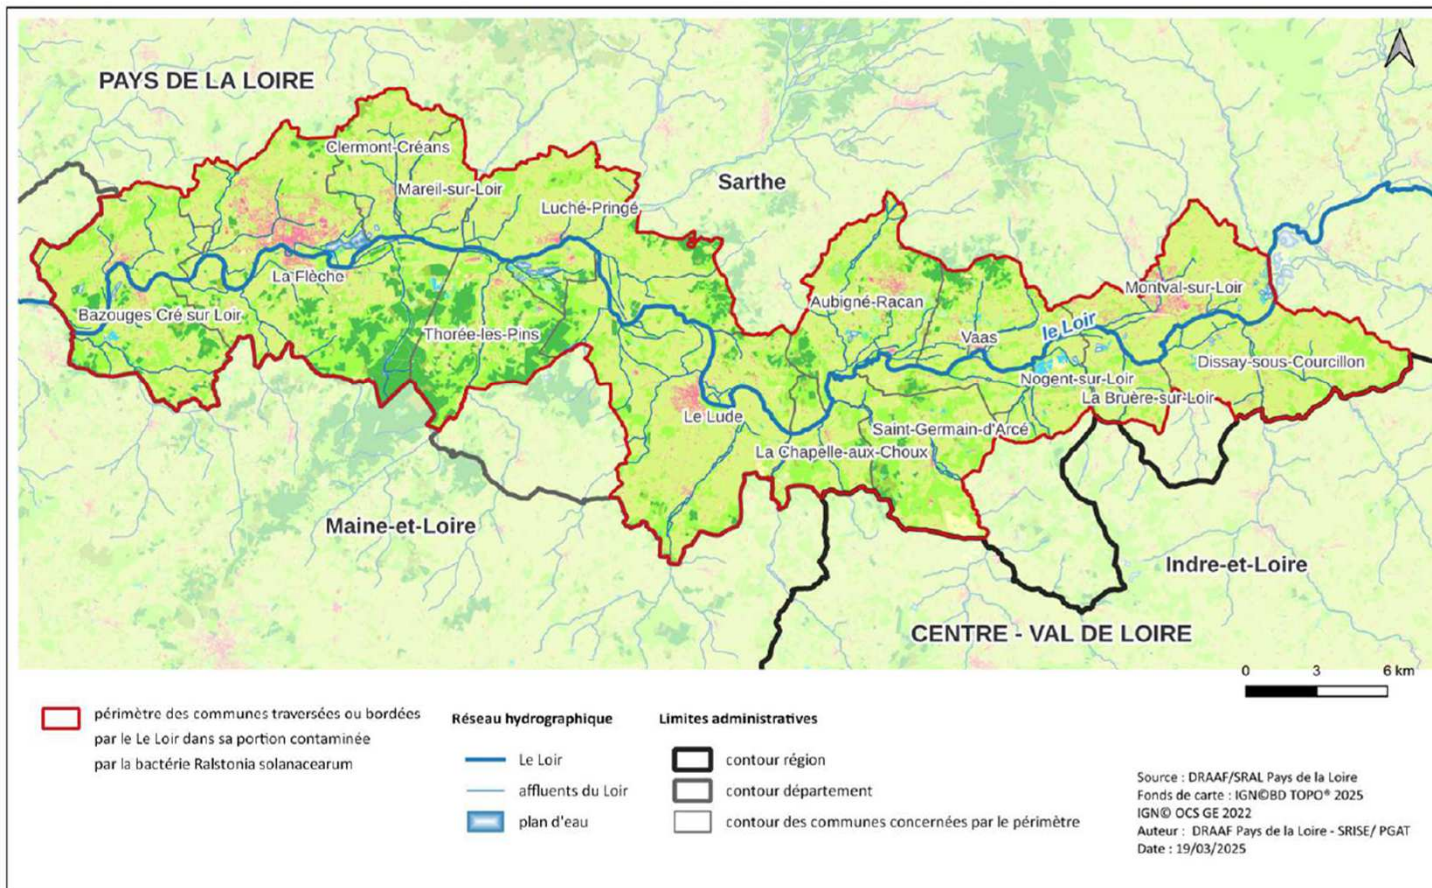 PAYS DE LA LOIRE
Clermont-Créans
Mareil-sur-Loir
Sarthe
Luché-Pringé
La Flèche
Montval-sur-Loir
Aubigné-Racan
Bazouges Cré sur Loir
le Loir
Thorée-les-Pins
Vaas
Dissay-sous-Courcillon
Nogent-sur-Loir
La Bruère-sur-Loir
Le Lude
Saint-Germain-d'Arcé
La Chapelle-aux-Choux
Maine-et-Loire
Indre-et-Loire
CENTRE - VAL DE LOIRE
0 3 6 km
périmètre des communes traversées ou bordées
par le Le Loir dans sa portion contaminée
par la bactérie Ralstonia solanacearum
Réseau hydrographique
Le Loir
affluents du Loir
plan d'eau
Limites administratives
contour région
contour département
contour des communes concernées par le périmètre
Source : DRAAF/SRAL Pays de la Loire
Fonds de carte : IGN©BD TOPO® 2025
IGN© OCS GE 2022
Auteur : DRAAF Pays de la Loire - SRISE/ PGAT
Date : 19/03/2025